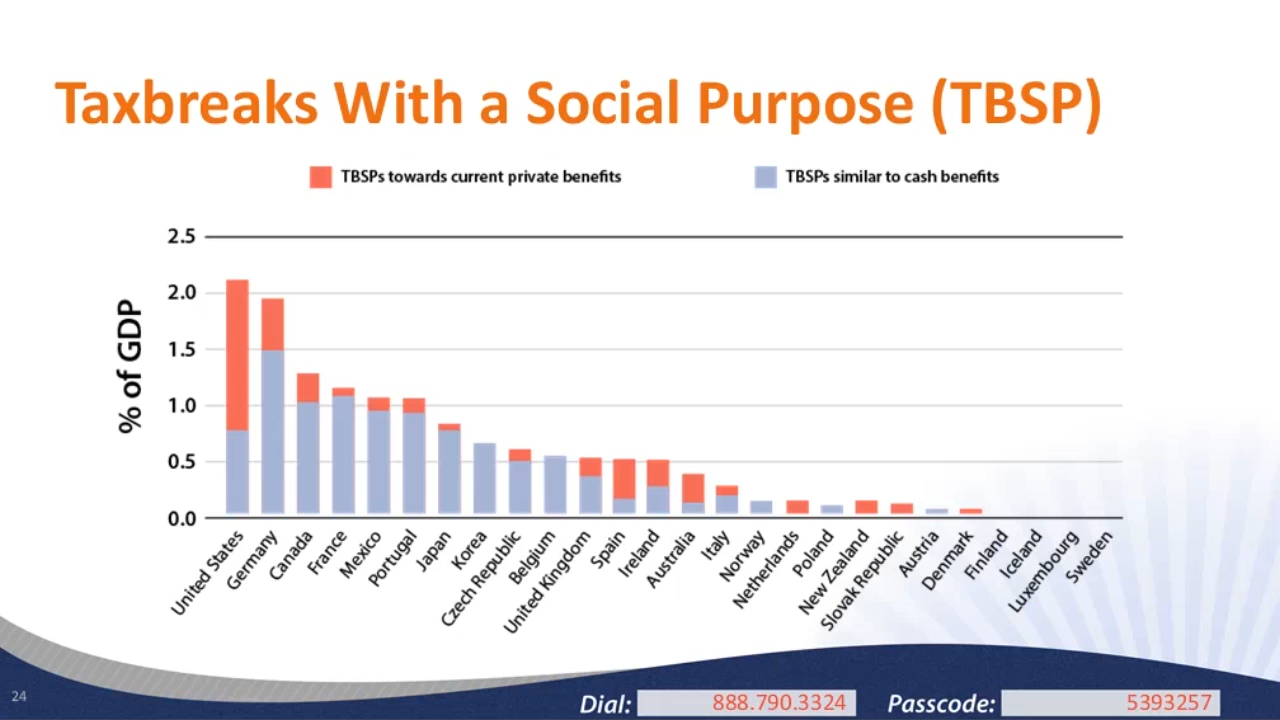 Taxbreaks With a Social Purpose (TBSP)
TBSPs towards current private benefits
TBSPs similar to cash benefits
% of GDP
2.5
2.0
1.5
1.0
0.5
0.0
United States
Germany
Canada
France
Mexico
Portugal
Japan
Korea
Czech Republic
Belgium
United Kingdom
Spain
Ireland
Australia
Italy
Norway
Netherlands
Poland
New Zealand
Slovak Republic
Austria
Denmark
Finland
Iceland
Luxembourg
Sweden
24
Dial: 888.790.3324 Passcode: 5393257